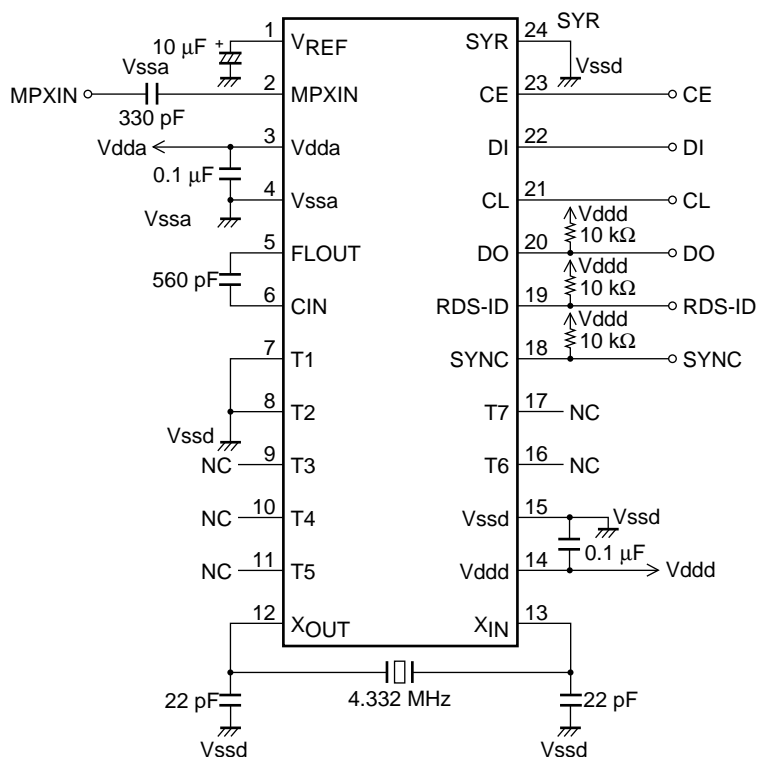 SYR
10 µF +
1
VREF
SYR
24
Vssa
Vssd
MPXIN
2
MPXIN
CE
23
CE
330 pF
Vdda
3
Vdda
DI
22
DI
0.1 µF
4
Vssa
CL
21
CL
Vssa
Vddd
10 kΩ
5
FLOUT
DO
20
DO
560 pF
Vddd
10 kΩ
6
CIN
RDS-ID
19
RDS-ID
Vddd
10 kΩ
7
T1
SYNC
18
SYNC
8
T2
T7
17
NC
Vssd
NC
9
T3
T6
16
NC
NC
10
T4
Vssd
15
Vssd
0.1 µF
NC
11
T5
Vddd
14
Vddd
12
XOUT
XIN
13
22 pF
4.332 MHz
22 pF
Vssd
Vssd